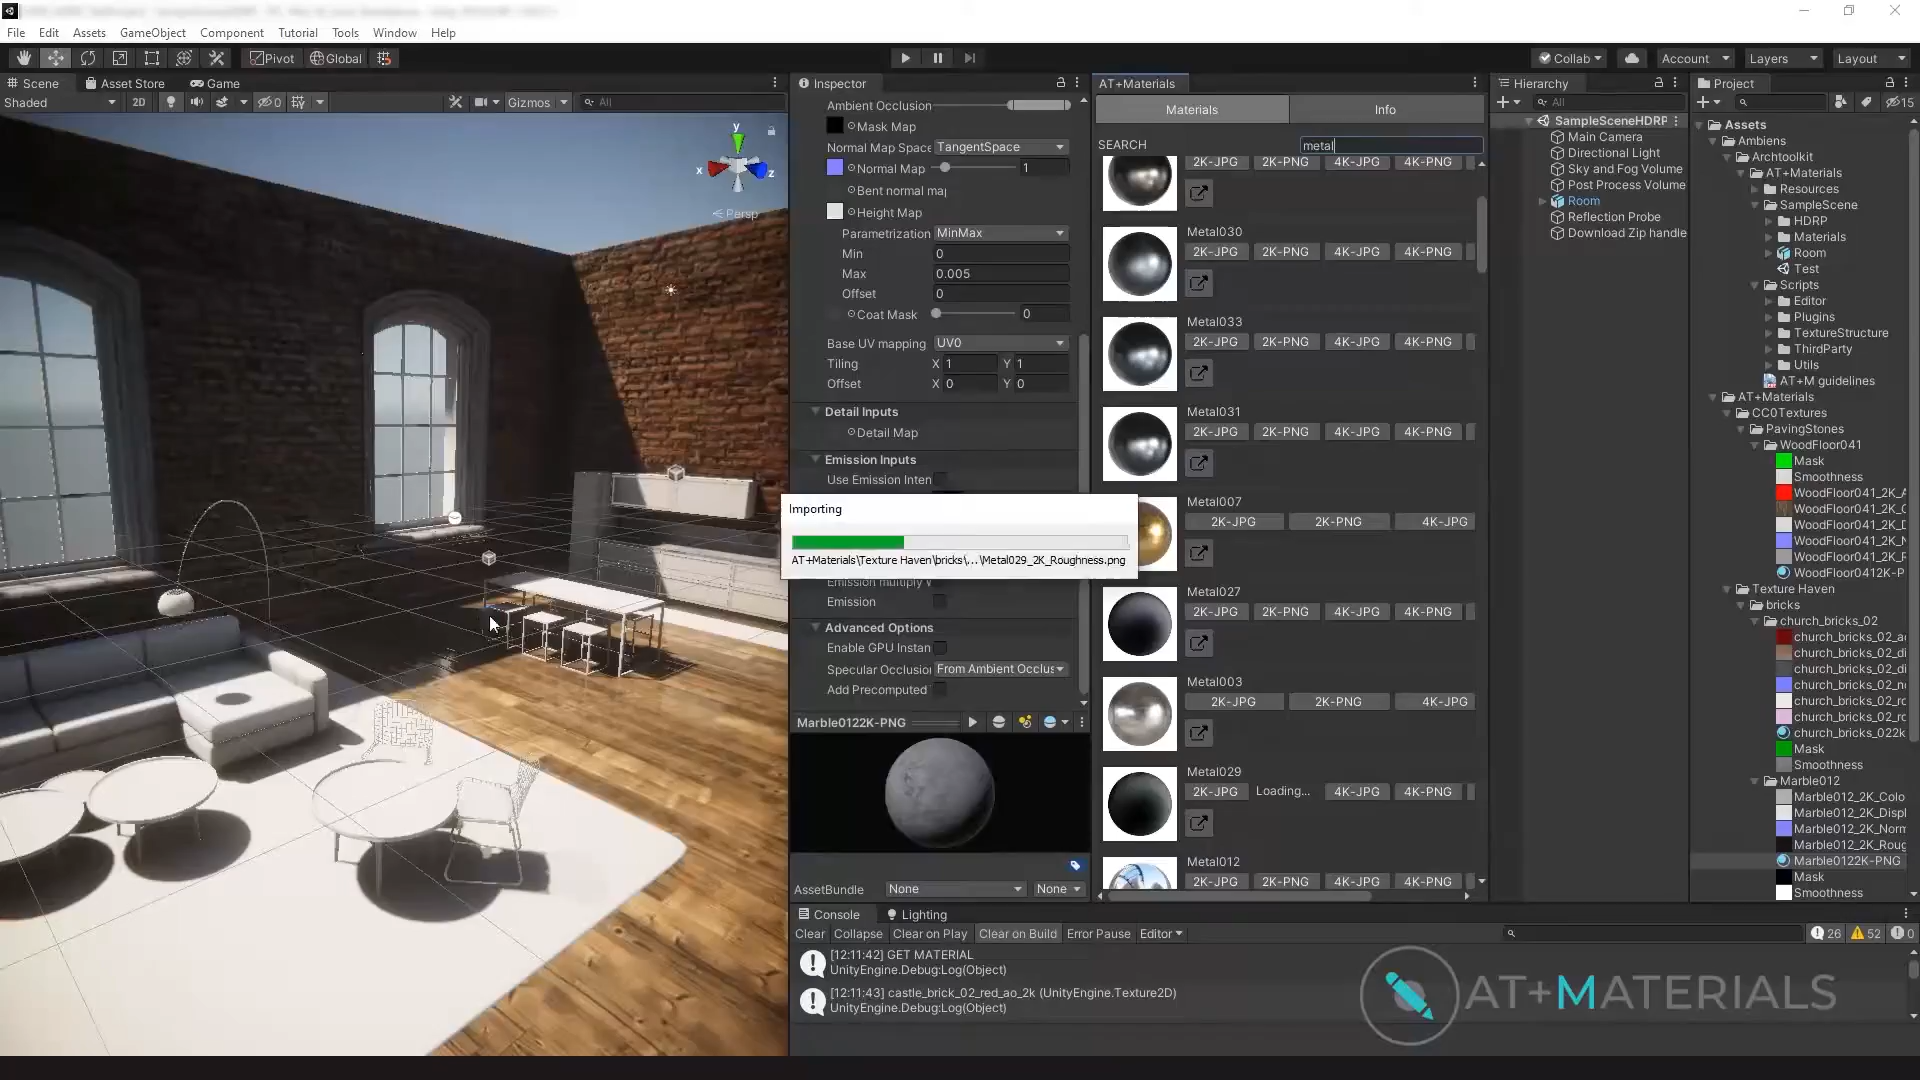 File Edit Assets GameObject Component Tutorial Tools Window Help
Pivot Global Collab Account Layers Layout
Scene Asset Store Game
Shaded 2D 0 Gizmos All
y
x z
Persp
Inspector
Ambient Occlusion
Mask Map
Normal Map Space TangentSpace
Normal Map 1
Bent normal map
Height Map
Parametrization MinMax
Min 0
Max 0.005
Offset 0
Coat Mask 0
Base UV mapping UV0
Tiling X 1 Y 1
Offset X 0 Y 0
Detail Inputs
Detail Map
Emission Inputs
Use Emission Inten
Emission multiply
Emission
Advanced Options
Enable GPU Instan
Specular Occlusion From Ambient Occlus
Add Precomputed
Marble0122K-PNG
AssetBundle None None
Importing
AT+Materials\Texture Haven\bricks\...\Metal029_2K_Roughness.png
AT+Materials
Materials Info
SEARCH metal
2K-JPG 2K-PNG 4K-JPG 4K-PNG
Metal030
2K-JPG 2K-PNG 4K-JPG 4K-PNG
Metal033
2K-JPG 2K-PNG 4K-JPG 4K-PNG
Metal031
2K-JPG 2K-PNG 4K-JPG 4K-PNG
Metal007
2K-JPG 2K-PNG 4K-JPG
Metal027
2K-JPG 2K-PNG 4K-JPG 4K-PNG
Metal003
2K-JPG 2K-PNG 4K-JPG
Metal029
2K-JPG Loading... 4K-JPG 4K-PNG
Metal012
2K-JPG 2K-PNG 4K-JPG 4K-PNG
Hierarchy
All
SampleSceneHDRP
Main Camera
Directional Light
Sky and Fog Volume
Post Process Volume
Room
Reflection Probe
Download Zip handle
Project
15
Assets
Ambiens
Archtoolkit
AT+Materials
Resources
SampleScene
HDRP
Materials
Room
Test
Scripts
Editor
Plugins
TextureStructure
ThirdParty
Utils
AT+M guidelines
AT+Materials
CC0Textures
PavingStones
WoodFloor041
Mask
Smoothness
WoodFloor041_2K_A
WoodFloor041_2K_C
WoodFloor041_2K_D
WoodFloor041_2K_N
WoodFloor041_2K_R
WoodFloor0412K-P
Texture Haven
bricks
church_bricks_02
church_bricks_02_a
church_bricks_02_di
church_bricks_02_di
church_bricks_02_n
church_bricks_02_ro
church_bricks_02_ro
church_bricks_022k
Mask
Smoothness
Marble012
Marble012_2K_Colo
Marble012_2K_Displ
Marble012_2K_Norm
Marble012_2K_Roug
Marble0122K-PNG
Mask
Smoothness
Console Lighting
Clear Collapse Clear on Play Clear on Build Error Pause Editor 26 52 0
[12:11:42] GET MATERIAL
UnityEngine.Debug:Log(Object)
[12:11:43] castle_brick_02_red_ao_2k (UnityEngine.Texture2D)
UnityEngine.Debug:Log(Object)
AT+MATERIALS